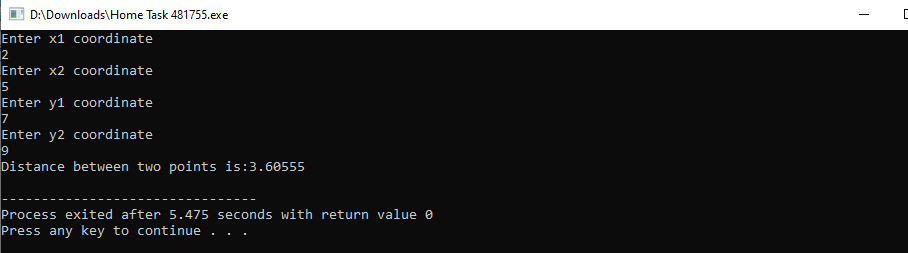 D:\Downloads\Home Task 481755.exe
Enter x1 coordinate
2
Enter x2 coordinate
5
Enter y1 coordinate
7
Enter y2 coordinate
9
Distance between two points is:3.60555
--------------------------------
Process exited after 5.475 seconds with return value 0
Press any key to continue . . .